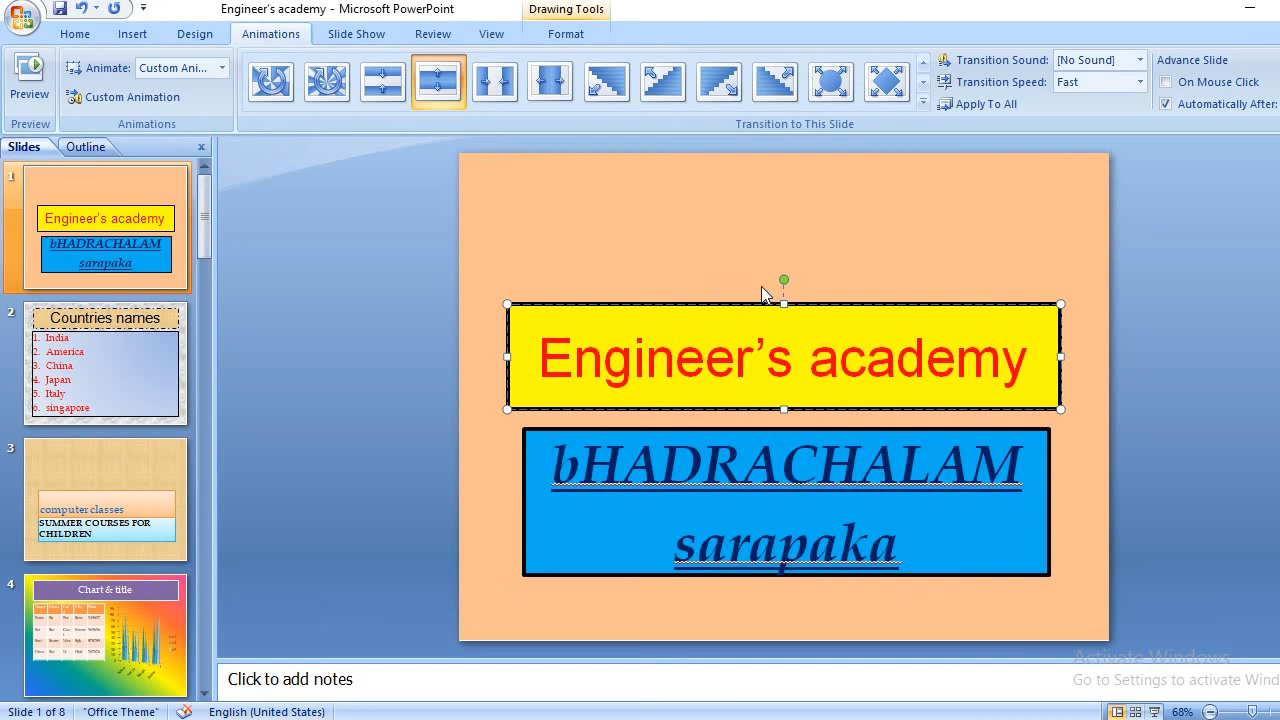 Engineer's academy - Microsoft PowerPoint
Drawing Tools
Home Insert Design Animations Slide Show Review View Format
Preview
Animate: Custom Ani...
Custom Animation
Transition Sound: [No Sound]
Transition Speed: Fast
Apply To All
Advance Slide
On Mouse Click
Automatically After:
Preview Animations Transition to This Slide
Slides Outline
1
Engineer's academy
bHADRACHALAM
sarapaka
2
Countries names
1. India
2. America
3. China
4. Japan
5. Italy
6. singapore
3
computer classes
SUMMER COURSES FOR
CHILDREN
4
Chart & title
Engineer's academy
bHADRACHALAM
sarapaka
Activate Windows
Go to Settings to activate Wind
Click to add notes
Slide 1 of 8 "Office Theme" English (United States) 68%